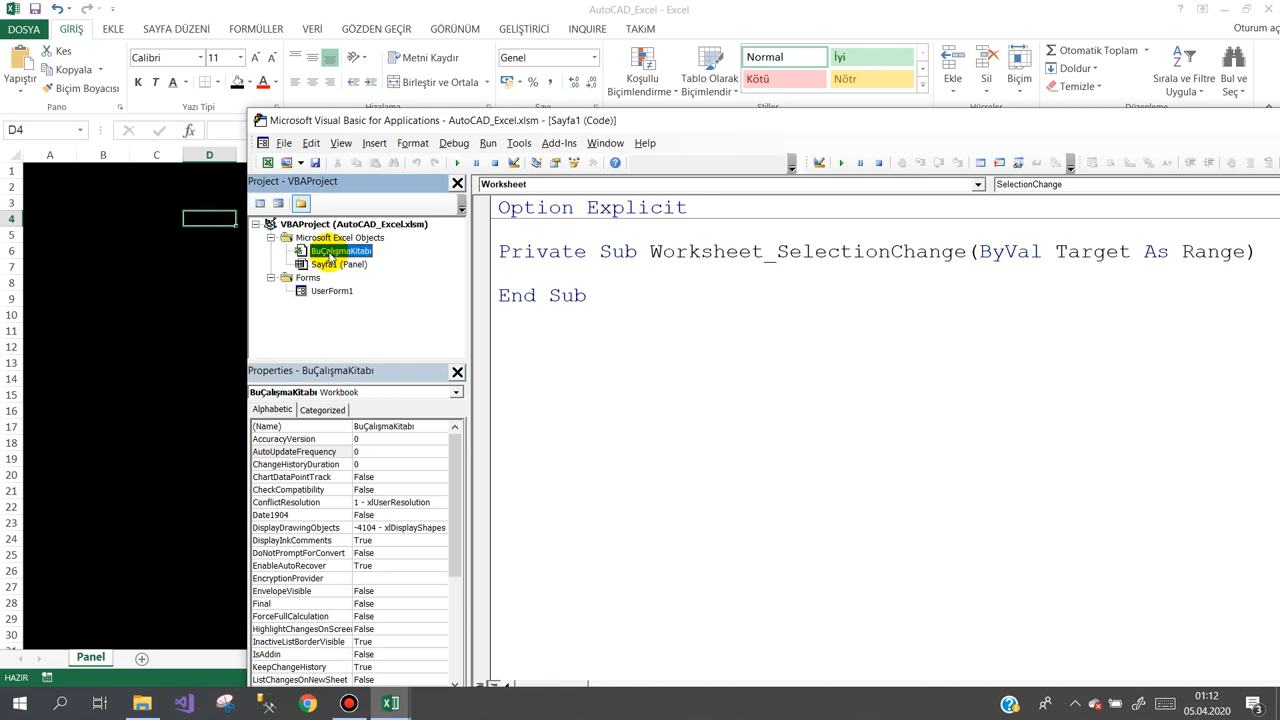 AutoCAD_Excel - Excel
DOSYA GİRİŞ EKLE SAYFA DÜZENİ FORMÜLLER VERİ GÖZDEN GEÇİR GÖRÜNÜM GELİŞTİRİCİ INQUIRE TAKıM Oturum aç
Yapıştır
Kes
Kopyala
Biçim Boyacısı
Calibri 11
K T A
Metni Kaydır
Birleştir ve Ortala
Genel
Koşullu Biçimlendirme
Tablo Olarak Biçimlendir
Normal İyi
Kötü Nötr
Ekle Sil Biçim
Otomatik Toplam
Doldur
Temizle
Sırala ve Filtre Uygula
Bul ve Seç
Pano Yazı Tipi Hizalama Sayı Stiller Hücreler Düzenleme
D4
A B C D
1
2
3
4
5
6
7
8
9
10
11
12
13
14
15
16
17
18
19
20
21
22
23
24
25
26
27
28
29
30
Panel
HAZIR
Microsoft Visual Basic for Applications - AutoCAD_Excel.xlsm - [Sayfa1 (Code)]
File Edit View Insert Format Debug Run Tools Add-Ins Window Help
Project - VBAProject
VBAProject (AutoCAD_Excel.xlsm)
Microsoft Excel Objects
BuÇalışmaKitabı
Sayfa1 (Panel)
Forms
UserForm1
Properties - BuÇalışmaKitabı
BuÇalışmaKitabı Workbook
Alphabetic Categorized
(Name) BuÇalışmaKitabı
AccuracyVersion 0
AutoUpdateFrequency 0
ChangeHistoryDuration 0
ChartDataPointTrack False
CheckCompatibility False
ConflictResolution 1 - xlUserResolution
Date1904 False
DisplayDrawingObjects -4104 - xlDisplayShapes
DisplayInkComments True
DoNotPromptForConvert False
EnableAutoRecover True
EncryptionProvider
EnvelopeVisible False
Final False
ForceFullCalculation False
HighlightChangesOnScreen False
InactiveListBorderVisible True
IsAddin False
KeepChangeHistory True
ListChangesOnNewSheet False
Worksheet SelectionChange
Option Explicit
Private Sub Worksheet_SelectionChange(ByVal Target As Range)
End Sub
01:12
05.04.2020
3